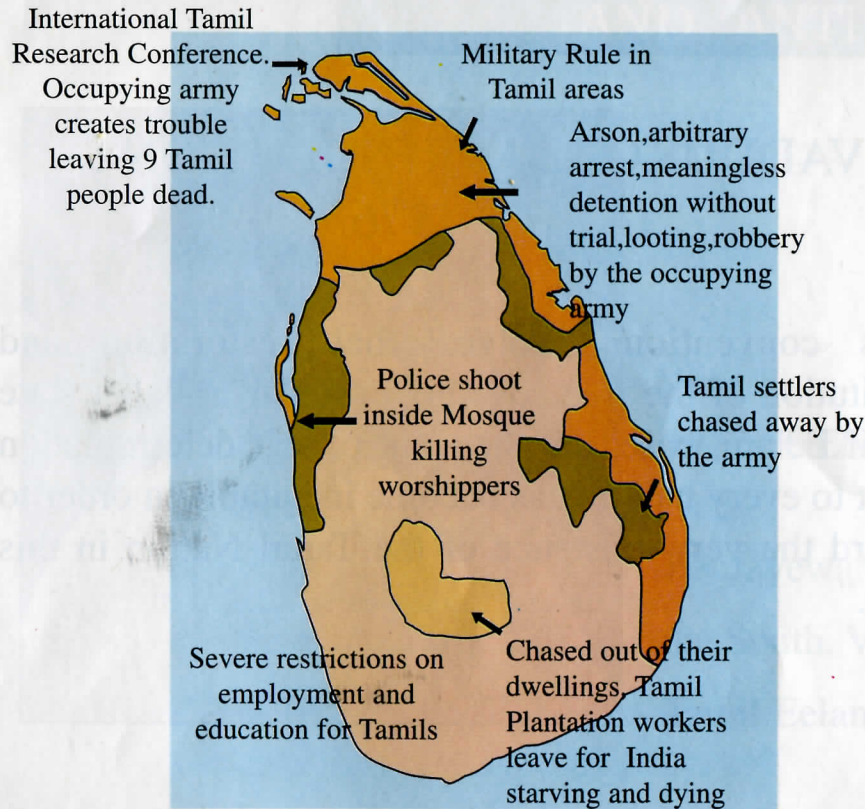 International Tamil
Research Conference.
Occupying army
creates trouble
leaving 9 Tamil
people dead.
Military Rule in
Tamil areas
Arson,arbitrary
arrest,meaningless
detention without
trial,looting,robbery
by the occupying
army
Police shoot
inside Mosque
killing
worshippers
Tamil settlers
chased away by
the army
Severe restrictions on
employment and
education for Tamils
Chased out of their
dwellings, Tamil
Plantation workers
leave for India
starving and dying